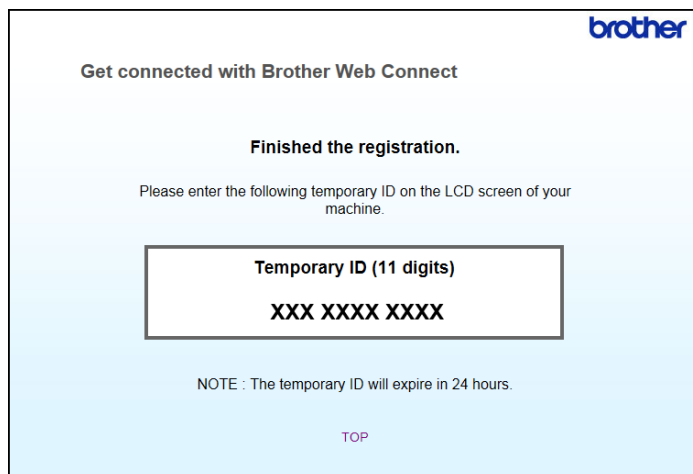 brother
Get connected with Brother Web Connect
Finished the registration.
Please enter the following temporary ID on the LCD screen of your
machine.
Temporary ID (11 digits)
XXX XXXX XXXX
NOTE : The temporary ID will expire in 24 hours.
TOP